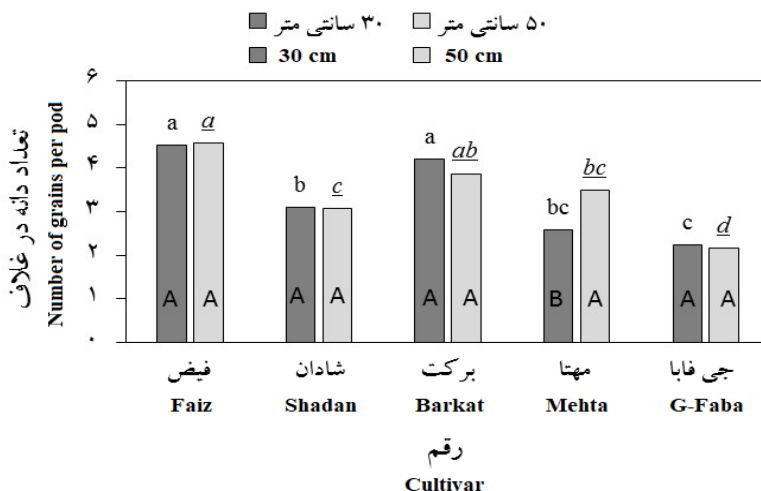 ۳۰ سانتی متر ۵۰ سانتی متر
30 cm 50 cm
تعداد دانه در غلاف
Number of grains per pod
۶
۵
۴
۳
۲
۱
۰
a a b c a ab bc bc c d
A A A A A A B A A A
فیض شادان برکت مهتا جی فابا
Faiz Shadan Barkat Mehta G-Faba
رقم
Cultivar